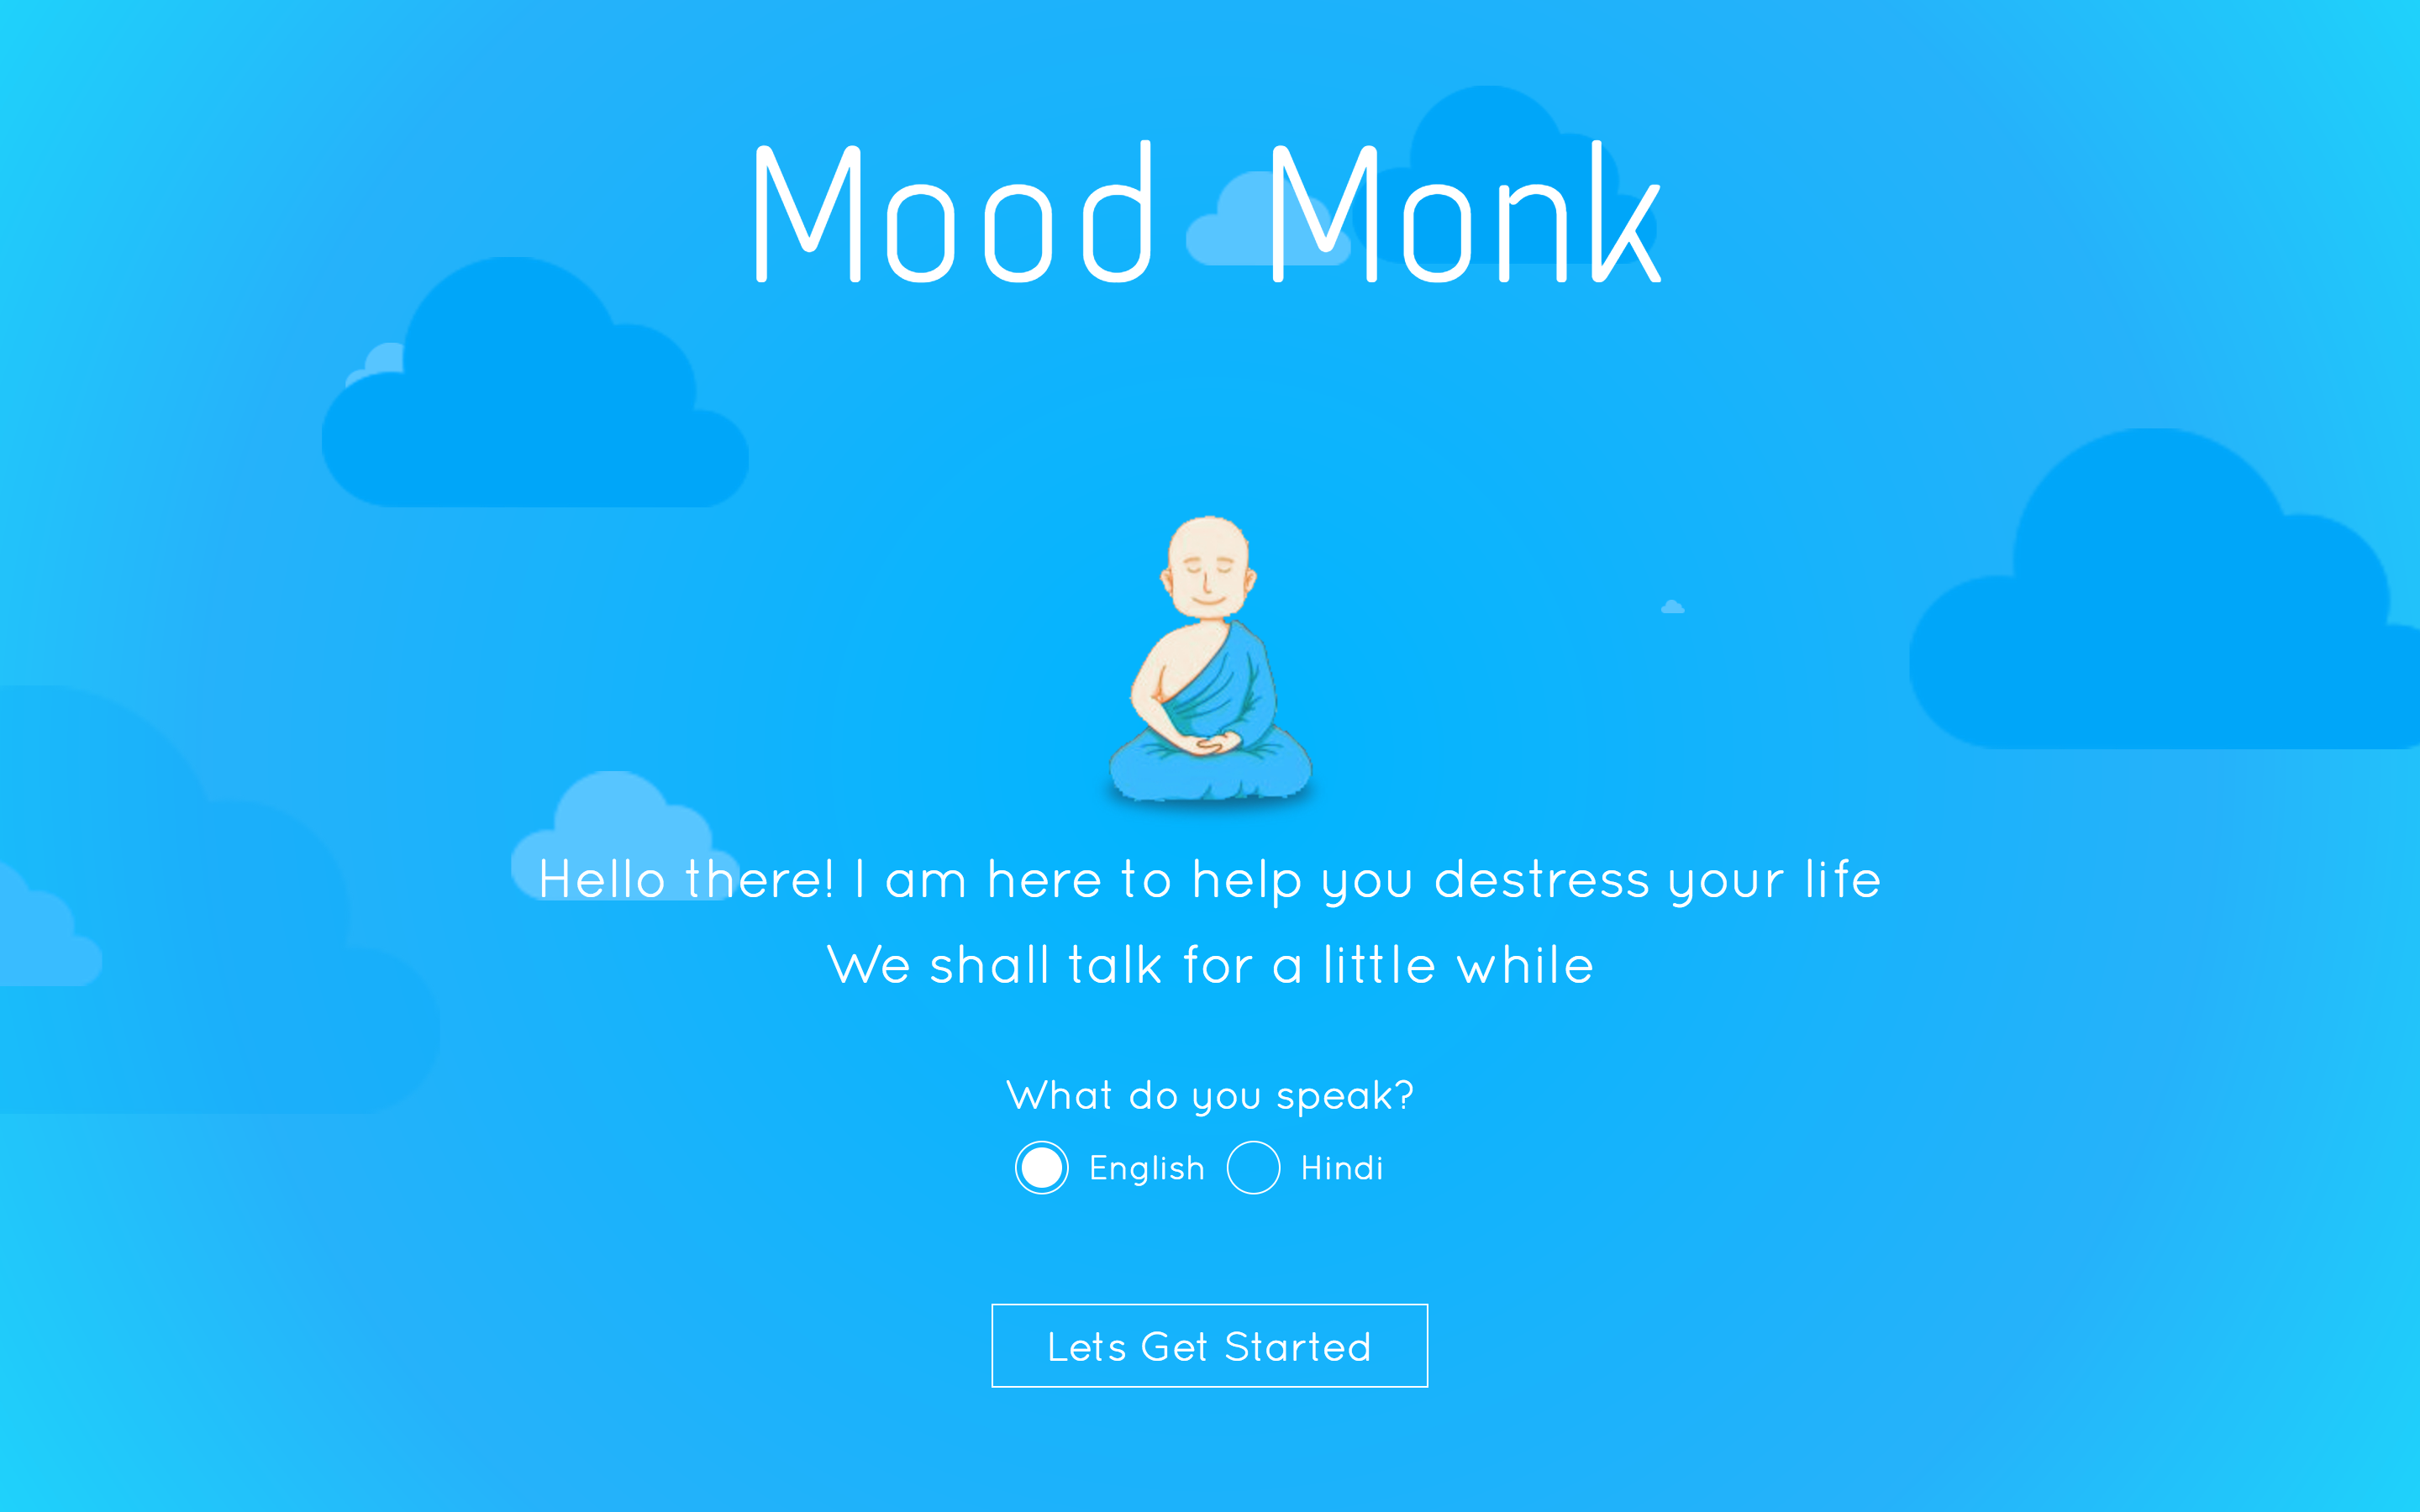 Mood Monk
Hello there! I am here to help you destress your life
We shall talk for a little while
What do you speak?
English Hindi
Lets Get Started